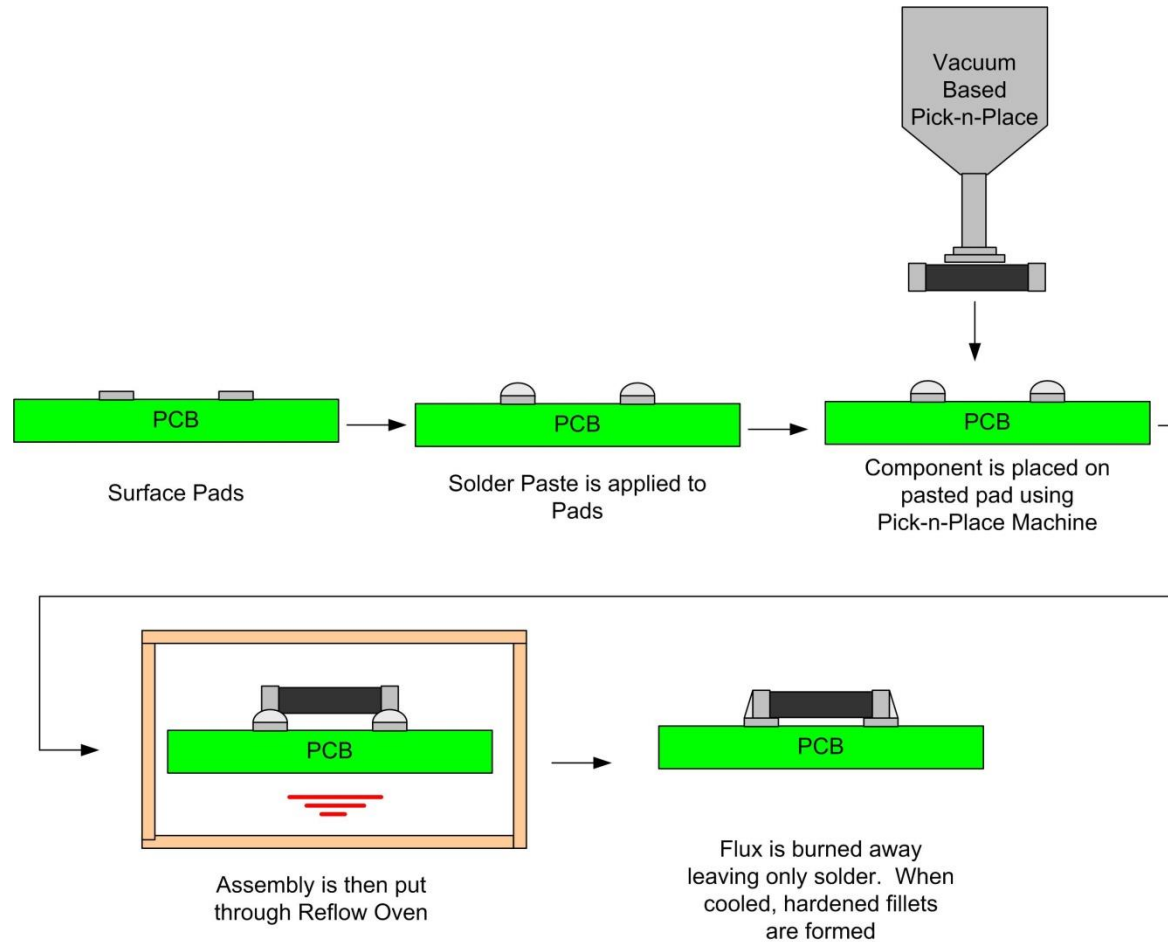 Vacuum
Based
Pick-n-Place
PCB
Surface Pads
PCB
Solder Paste is applied to
Pads
PCB
Component is placed on
pasted pad using
Pick-n-Place Machine
PCB
Assembly is then put
through Reflow Oven
PCB
Flux is burned away
leaving only solder. When
cooled, hardened fillets
are formed